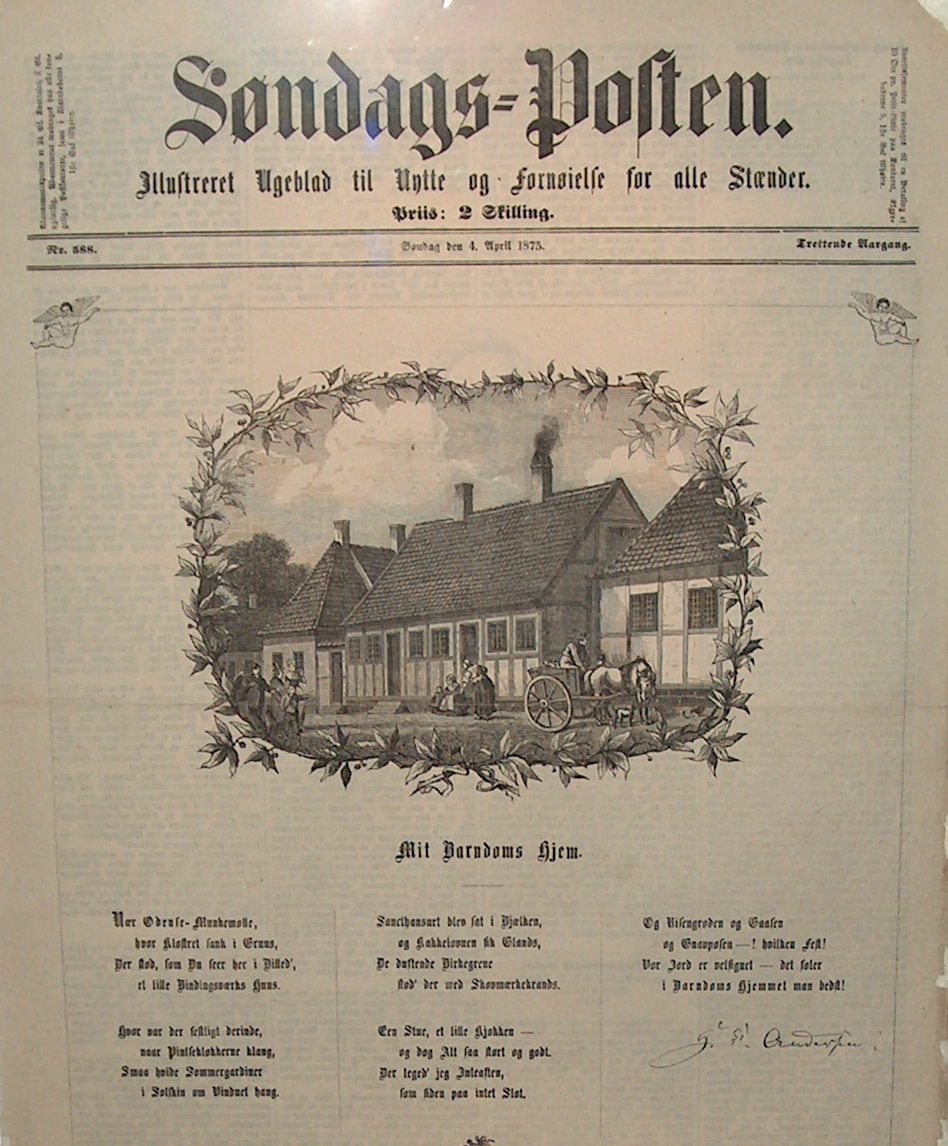 Søndags-Posten.
Illustreret Ugeblad til Nytte og Fornøielse for alle Stænder.
Priis: 2 Skilling.
Nr. 588.
Søndag den 4. April 1875.
Trettende Aargang.
Mit Barndoms Hjem.
Nær Odense-Munkemølle,
hvor Klostret sank i Gruus,
Der stod, som Du seer her i Billed',
et lille Bindingsværks Huus.
Hvor var der festligt derinde,
naar Pintseklokkerne klang,
Smaa hvide Sommergardiner
i Solskin om Vinduet hang.
Sancthansurt blev sat i Bjælken,
og Kakkelovnen fik Glands,
De duftende Birkegrene
stod' der med Skovmærkekrands.
Een Stue, et lille Kjøkken —
og dog Alt saa stort og godt.
Der leged' jeg Juleaften,
som siden paa intet Slot.
Og Risengrøden og Gaasen
og Gnavposen —! hvilken Fest!
Vor Jord er velsignet — det føler
i Barndoms Hjemmet man bedst!
H. C. Andersen.